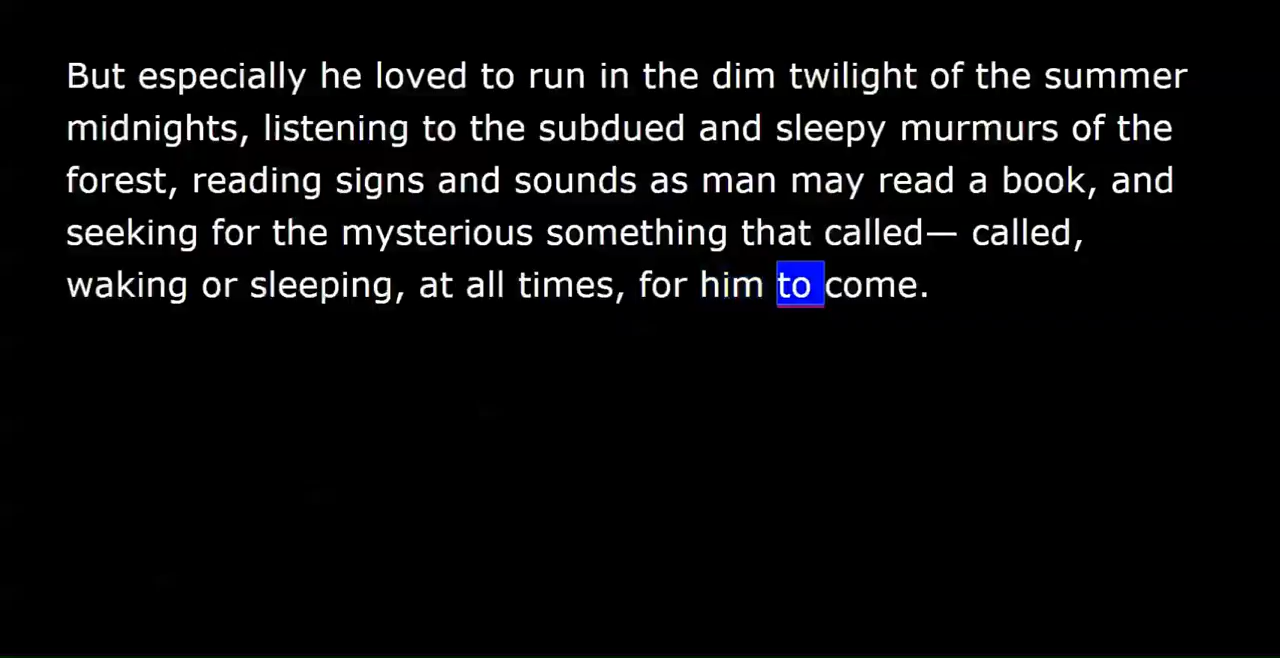 But especially he loved to run in the dim twilight of the summer
midnights, listening to the subdued and sleepy murmurs of the
forest, reading signs and sounds as man may read a book, and
seeking for the mysterious something that called— called,
waking or sleeping, at all times, for him to come.